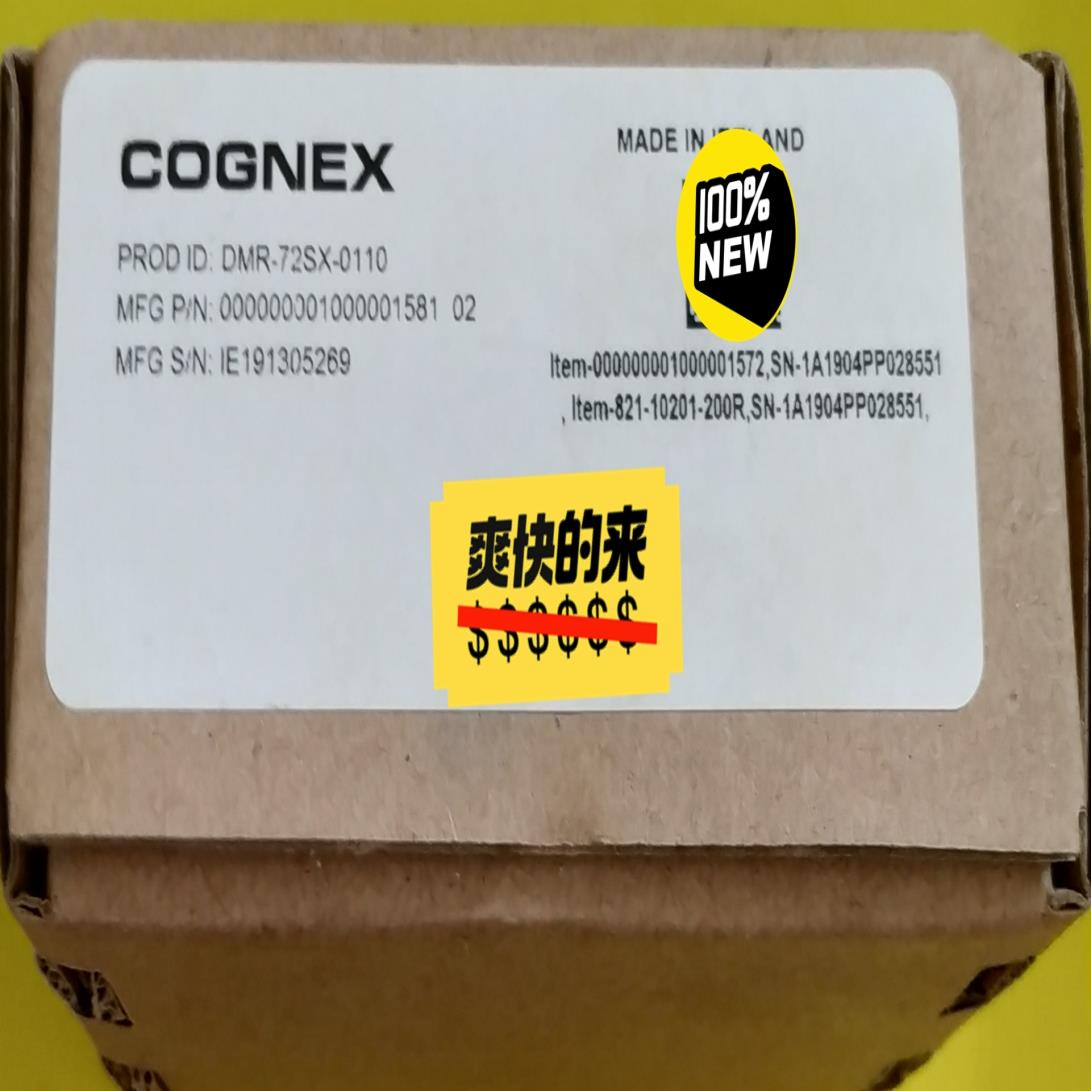 COGNEX
PROD ID: DMR-72SX-0110
MFG P/N: 000000001000001581 02
MFG S/N: IE191305269
MADE IN
100%
NEW
Item-000000001000001572,SN-1A1904PP028551
, Item-821-10201-200R,SN-1A1904PP028551,
爽快的来
$$$$$$